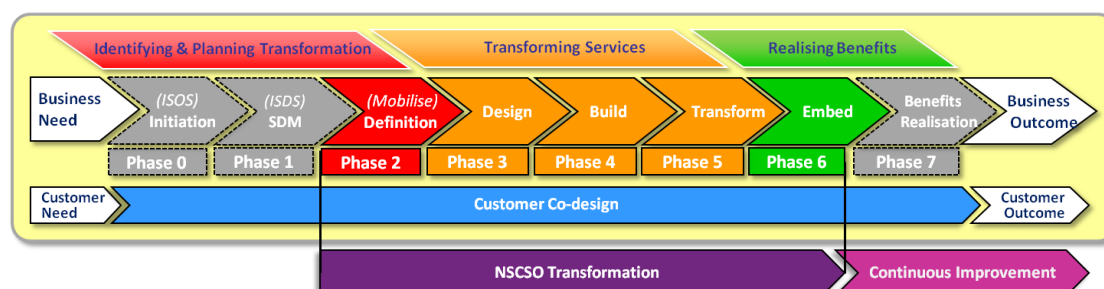 Identifying & Planning Transformation
Transforming Services
Realising Benefits
Business
Need
(ISOS)
Initiation
(ISDS)
SDM
(Mobilise)
Definition
Design
Build
Transform
Embed
Benefits
Realisation
Business
Outcome
Phase 0
Phase 1
Phase 2
Phase 3
Phase 4
Phase 5
Phase 6
Phase 7
Customer
Need
Customer Co-design
Customer
Outcome
NSCSO Transformation
Continuous Improvement